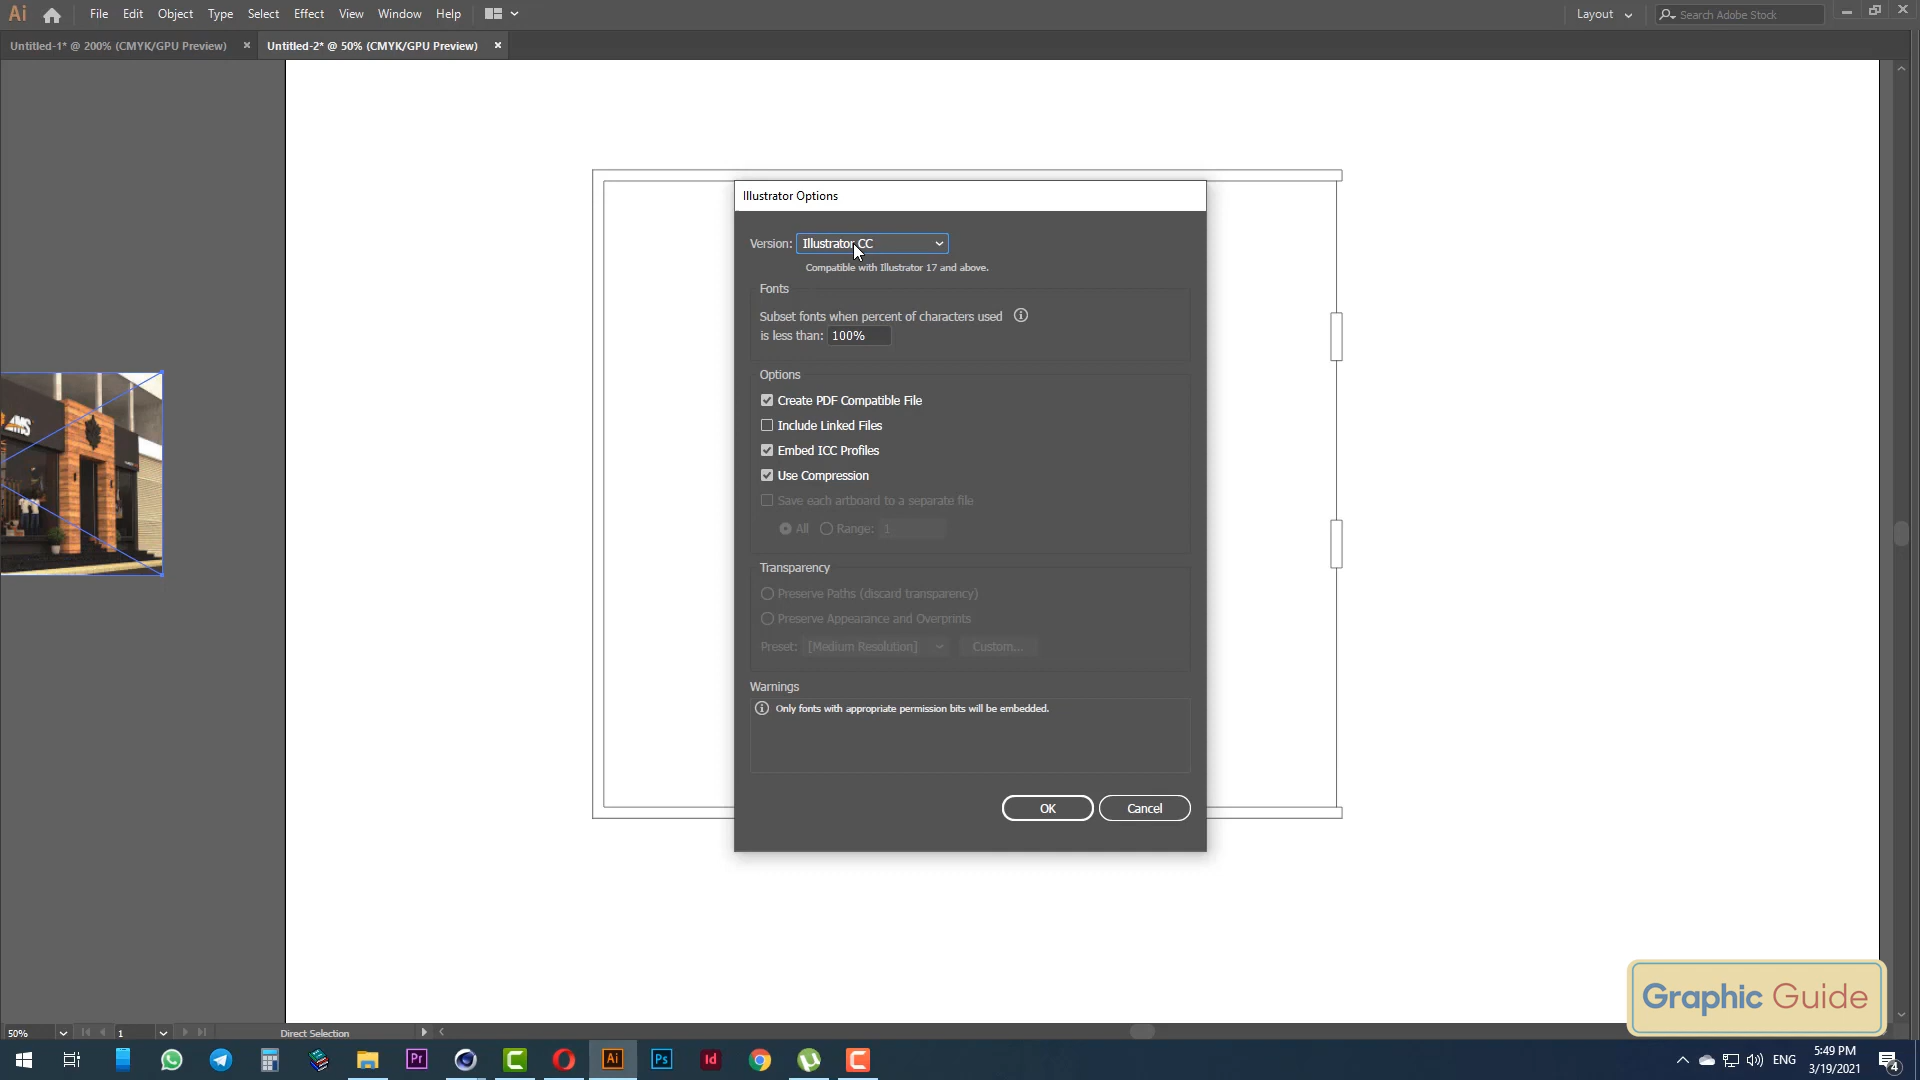 Ai File Edit Object Type Select Effect View Window Help Layout Search Adobe Stock
Untitled-1* @ 200% (CMYK/GPU Preview) × Untitled-2* @ 50% (CMYK/GPU Preview) ×
Illustrator Options
Version: Illustrator CC
Compatible with Illustrator 17 and above.
Fonts
Subset fonts when percent of characters used
is less than: 100%
Options
Create PDF Compatible File
Include Linked Files
Embed ICC Profiles
Use Compression
Save each artboard to a separate file
All Range: 1
Transparency
Preserve Paths (discard transparency)
Preserve Appearance and Overprints
Preset: [Medium Resolution] Custom...
Warnings
Only fonts with appropriate permission bits will be embedded.
OK Cancel
Graphic Guide
50% 1 Direct Selection
Pr Ai Ps Id ENG 5:49 PM
3/19/2021 4